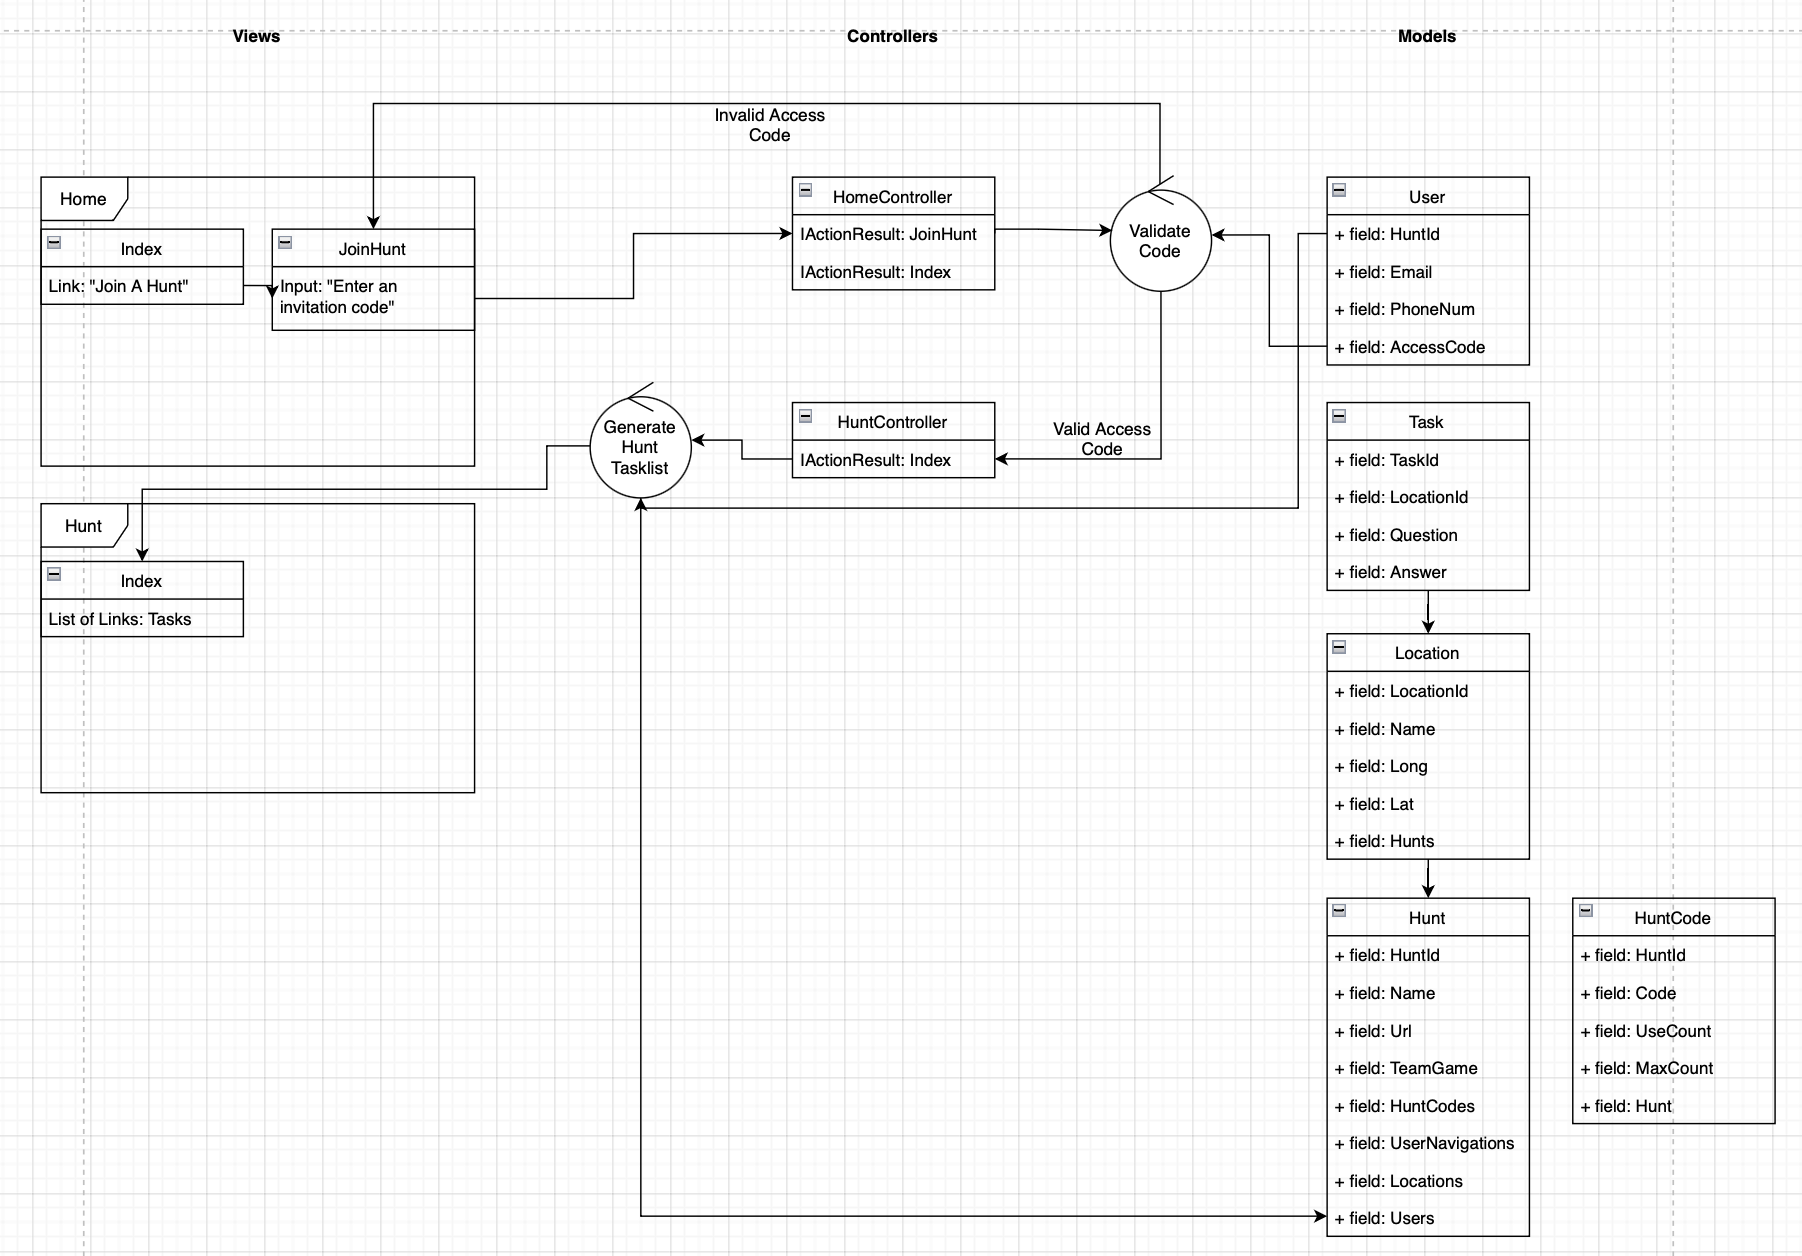 Views
Controllers
Models
Invalid Access
Code
Home
Index
Link: "Join A Hunt"
JoinHunt
Input: "Enter an
invitation code"
HomeController
IActionResult: JoinHunt
IActionResult: Index
Validate
Code
User
+ field: HuntId
+ field: Email
+ field: PhoneNum
+ field: AccessCode
Generate
Hunt
Tasklist
HuntController
IActionResult: Index
Valid Access
Code
Task
+ field: TaskId
+ field: LocationId
+ field: Question
+ field: Answer
Hunt
Index
List of Links: Tasks
Location
+ field: LocationId
+ field: Name
+ field: Long
+ field: Lat
+ field: Hunts
Hunt
+ field: HuntId
+ field: Name
+ field: Url
+ field: TeamGame
+ field: HuntCodes
+ field: UserNavigations
+ field: Locations
+ field: Users
HuntCode
+ field: HuntId
+ field: Code
+ field: UseCount
+ field: MaxCount
+ field: Hunt